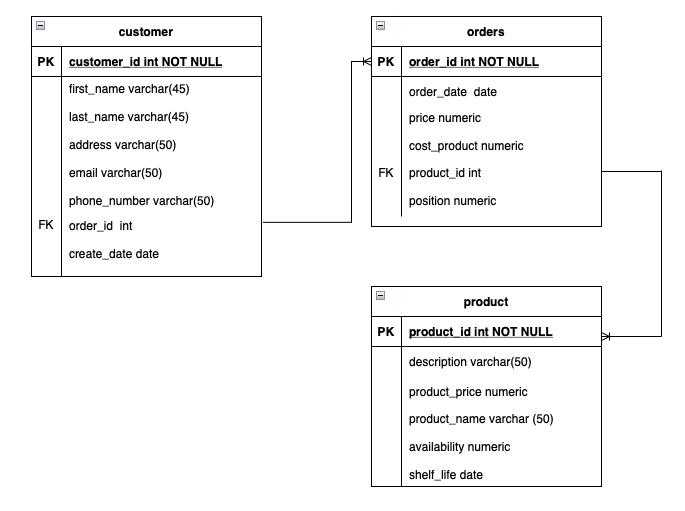 customer
PK customer_id int NOT NULL
first_name varchar(45)
last_name varchar(45)
address varchar(50)
email varchar(50)
phone_number varchar(50)
FK order_id int
create_date date
orders
PK order_id int NOT NULL
order_date date
price numeric
cost_product numeric
FK product_id int
position numeric
product
PK product_id int NOT NULL
description varchar(50)
product_price numeric
product_name varchar (50)
availability numeric
shelf_life date